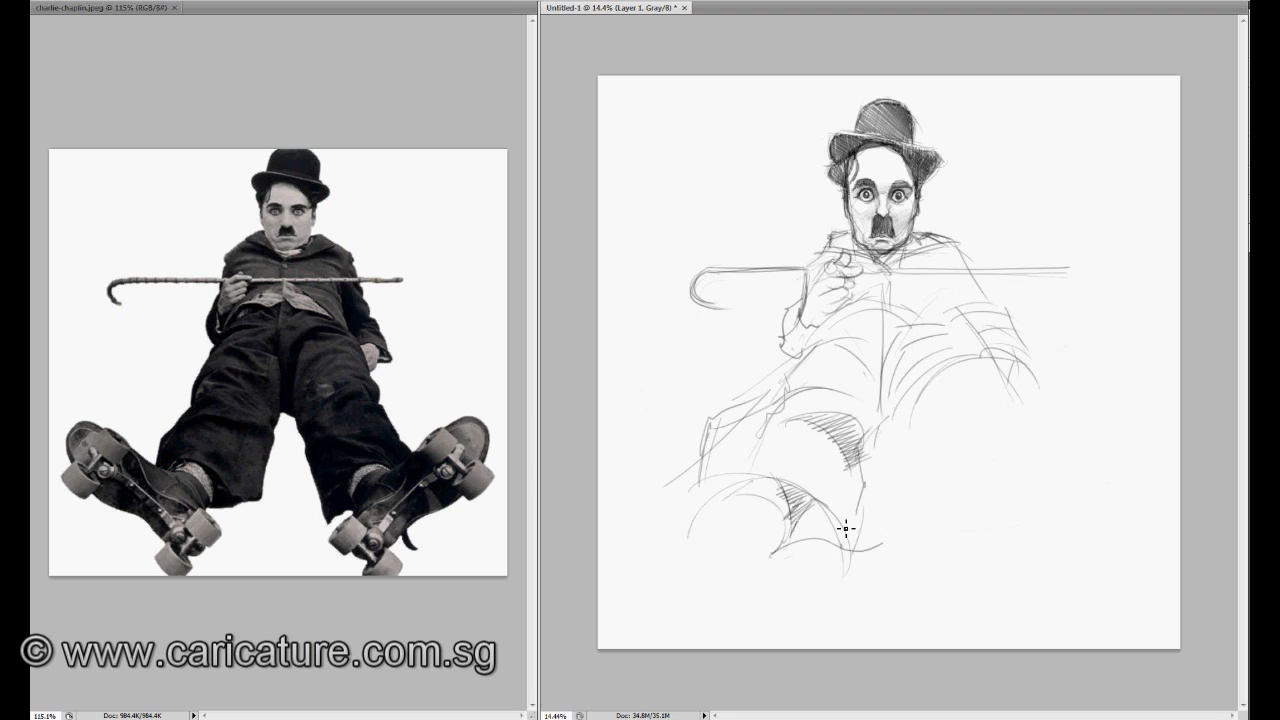 charlie-chaplin.jpeg @ 115% (RGB/8#) ×
Untitled-1 @ 14.4% (Layer 1, Gray/8) * ×
© www.caricature.com.sg
115.1%
Doc: 984.4K/984.4K
14.44%
Doc: 34.8M/35.1M